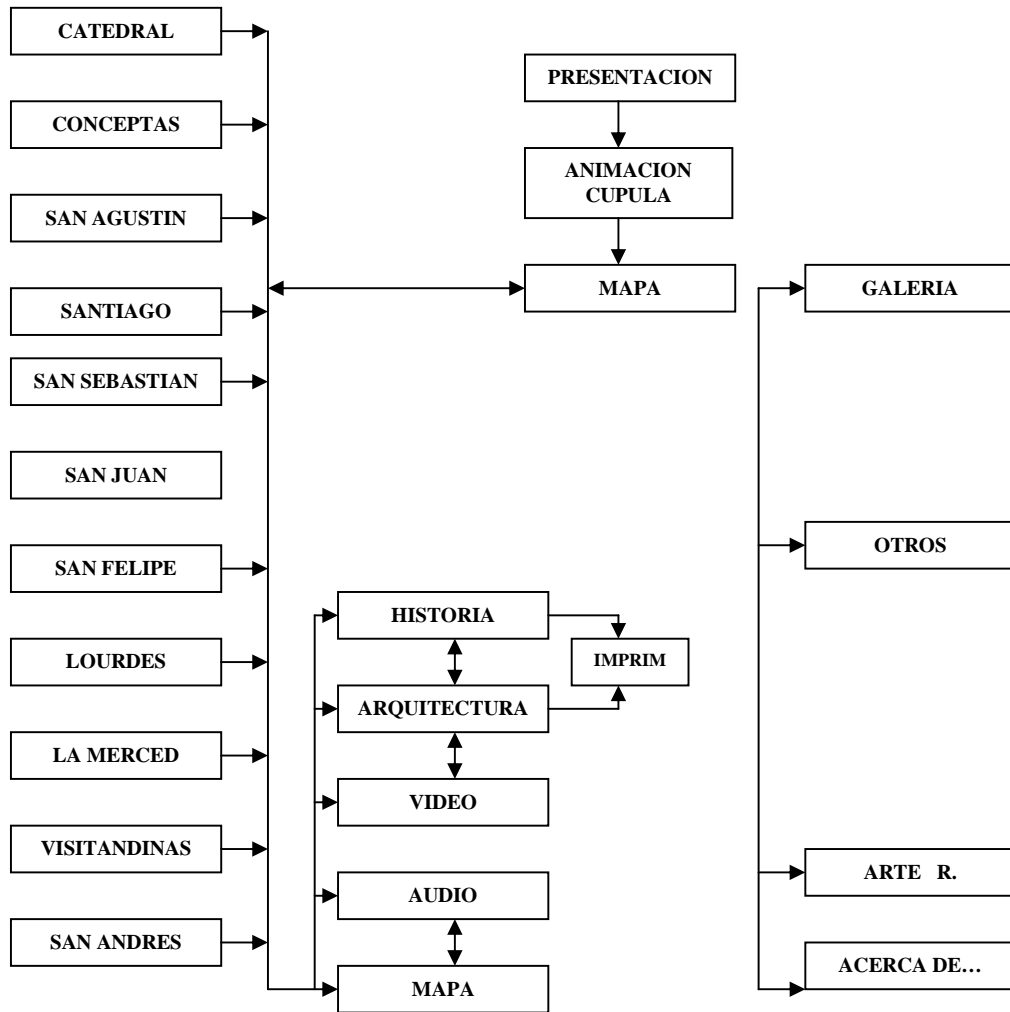 CATEDRAL
CONCEPTAS
SAN AGUSTIN
SANTIAGO
SAN SEBASTIAN
SAN JUAN
SAN FELIPE
LOURDES
LA MERCED
VISITANDINAS
SAN ANDRES
PRESENTACION
ANIMACION
CUPULA
MAPA
HISTORIA
IMPRIM
ARQUITECTURA
VIDEO
AUDIO
MAPA
GALERIA
OTROS
ARTE R.
ACERCA DE…